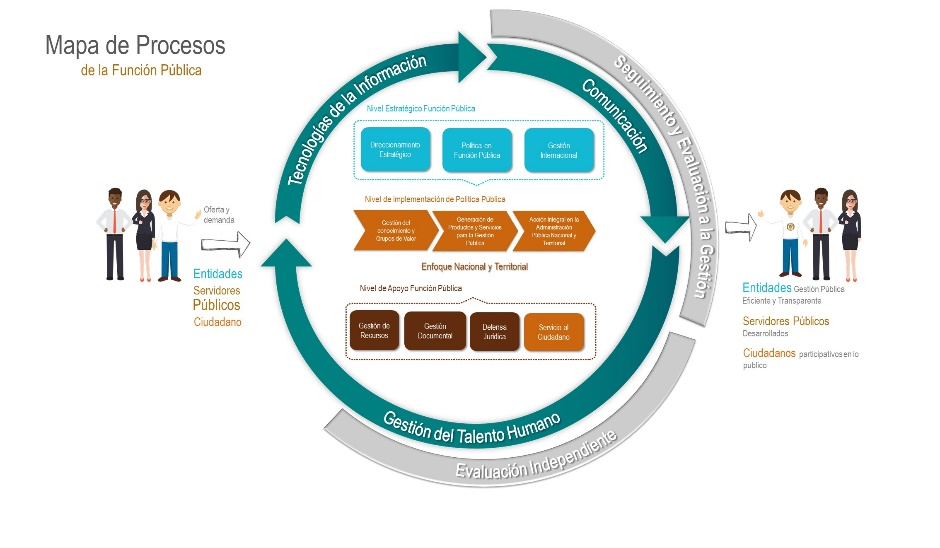 Mapa de Procesos
de la Función Pública
Tecnologías de la Información
Comunicación
Seguimiento y Evaluación a la Gestión
Nivel Estratégico Función Pública
Direccionamiento
Estratégico
Política en
Función Pública
Gestión
Internacional
Nivel de implementación de Política Pública
Gestión del
conocimiento y
Grupos de Valor
Generación de
Productos y Servicios
para la Gestión
Pública
Acción Integral en la
Administración
Pública Nacional y
Territorial
Enfoque Nacional y Territorial
Nivel de Apoyo Función Pública
Gestión de
Recursos
Gestión
Documental
Defensa
Jurídica
Servicio al
Ciudadano
Oferta y
demanda
Entidades
Servidores
Públicos
Ciudadano
Entidades Gestión Pública
Eficiente y Transparente
Servidores Públicos
Desarrollados
Ciudadanos participativos en lo
publico
Gestión del Talento Humano
Evaluación Independiente